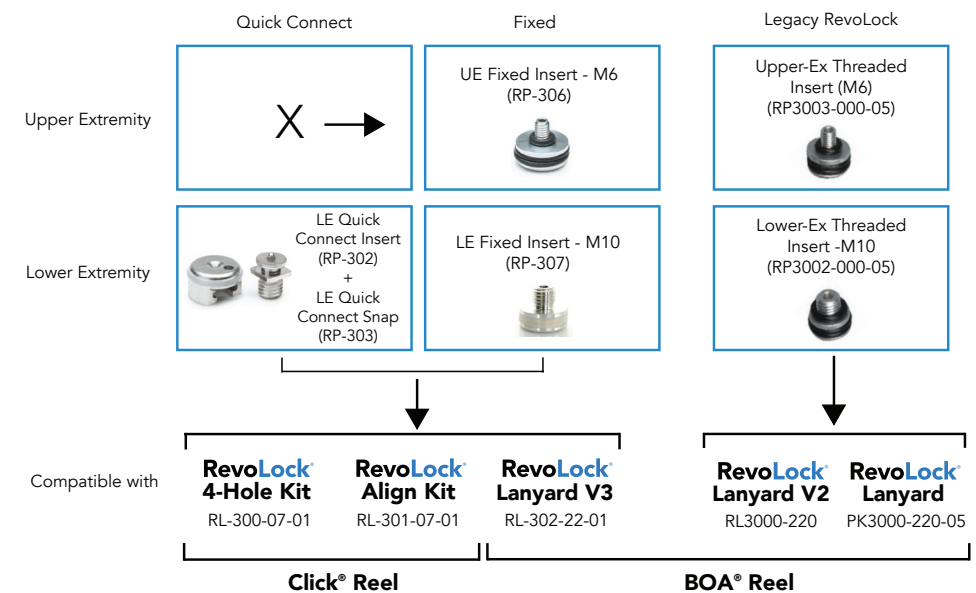 Quick Connect
Fixed
Legacy RevoLock
Upper Extremity
X
UE Fixed Insert - M6
(RP-306)
Upper-Ex Threaded
Insert (M6)
(RP3003-000-05)
Lower Extremity
LE Quick
Connect Insert
(RP-302)
+
LE Quick
Connect Snap
(RP-303)
LE Fixed Insert - M10
(RP-307)
Lower-Ex Threaded
Insert -M10
(RP3002-000-05)
Compatible with
RevoLock®
4-Hole Kit
RL-300-07-01
RevoLock®
Align Kit
RL-301-07-01
RevoLock®
Lanyard V3
RL-302-22-01
RevoLock®
Lanyard V2
RL3000-220
RevoLock®
Lanyard
PK3000-220-05
Click® Reel
BOA® Reel